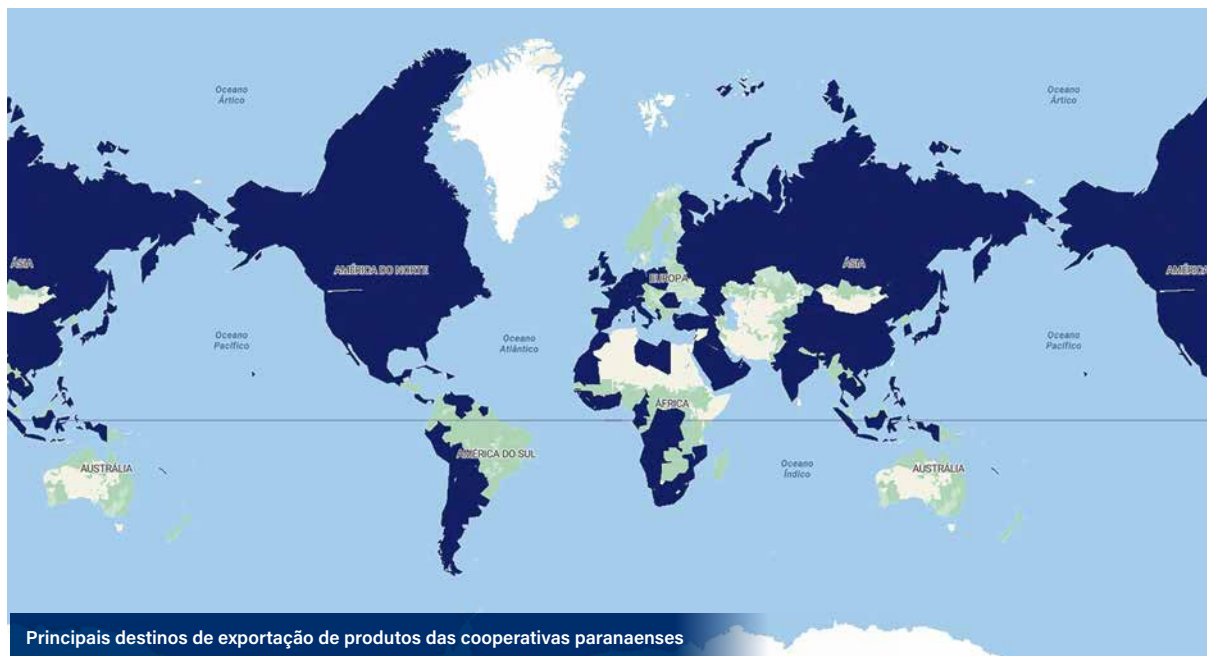 Oceano
Ártico
Oceano
Ártico
ÁSIA
AMÉRICA DO NORTE
EUROPA
ÁSIA
AMÉRICA
Oceano
Pacífico
Oceano
Atlântico
Oceano
Pacífico
ÁFRICA
AUSTRÁLIA
AMÉRICA DO SUL
Oceano
Índico
AUSTRÁLIA
Principais destinos de exportação de produtos das cooperativas paranaenses